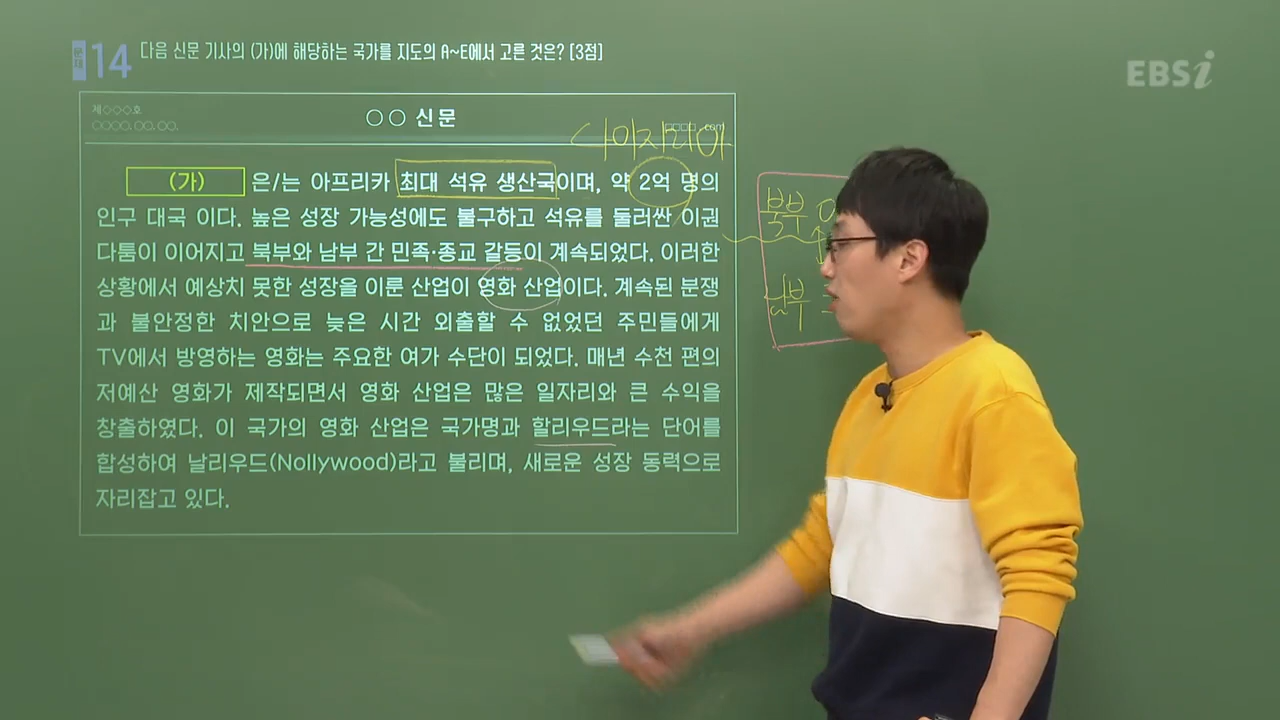 문제 14 다음 신문 기사의 (가)에 해당하는 국가를 지도의 A~E에서 고른 것은? [3점]
EBSi
제◇◇◇호
○○○○.○○.○○.
○○ 신문
나이지리아
(가) 은/는 아프리카 최대 석유 생산국이며, 약 2억 명의
인구 대국 이다. 높은 성장 가능성에도 불구하고 석유를 둘러싼 이권
다툼이 이어지고 북부와 남부 간 민족·종교 갈등이 계속되었다. 이러한
상황에서 예상치 못한 성장을 이룬 산업이 영화 산업이다. 계속된 분쟁
과 불안정한 치안으로 늦은 시간 외출할 수 없었던 주민들에게
TV에서 방영하는 영화는 주요한 여가 수단이 되었다. 매년 수천 편의
저예산 영화가 제작되면서 영화 산업은 많은 일자리와 큰 수익을
창출하였다. 이 국가의 영화 산업은 국가명과 할리우드라는 단어를
합성하여 날리우드(Nollywood)라고 불리며, 새로운 성장 동력으로
자리잡고 있다.
북부
남부